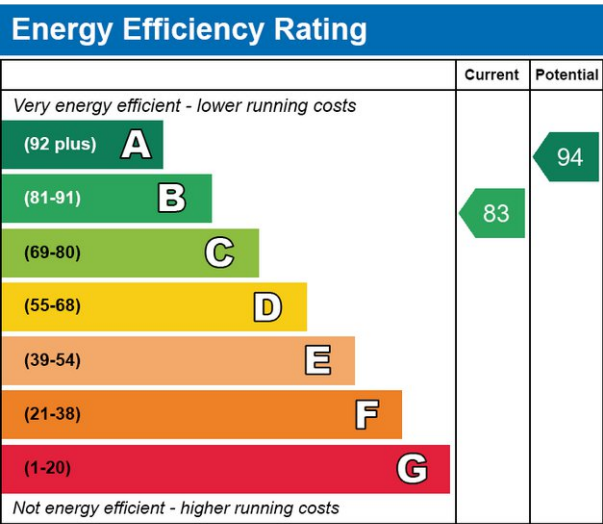 Energy Efficiency Rating
Current Potential
Very energy efficient - lower running costs
(92 plus) A
94
(81-91) B
83
(69-80) C
(55-68) D
(39-54) E
(21-38) F
(1-20) G
Not energy efficient - higher running costs